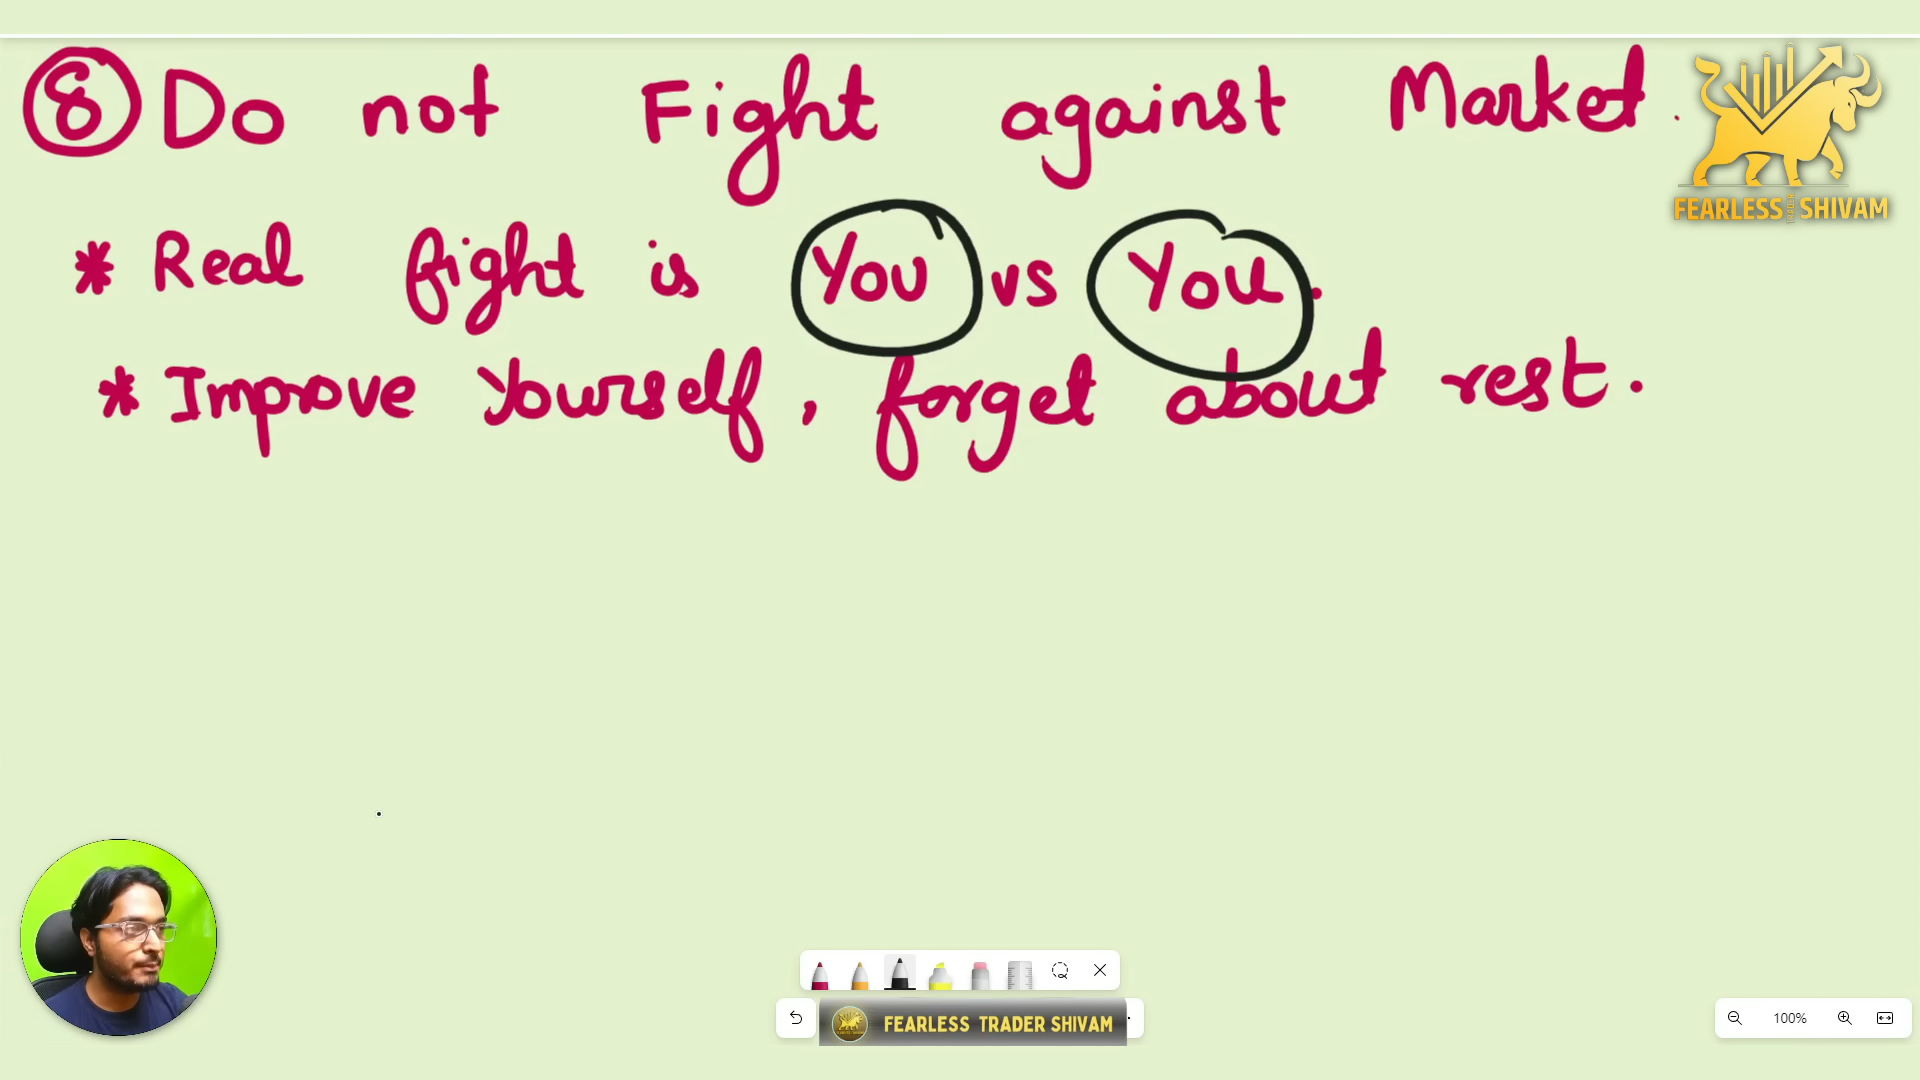 8 Do not Fight against Market.
* Real fight is You vs You.
* Improve Yourself, forget about rest.
FEARLESS SHIVAM
FEARLESS TRADER SHIVAM
100%